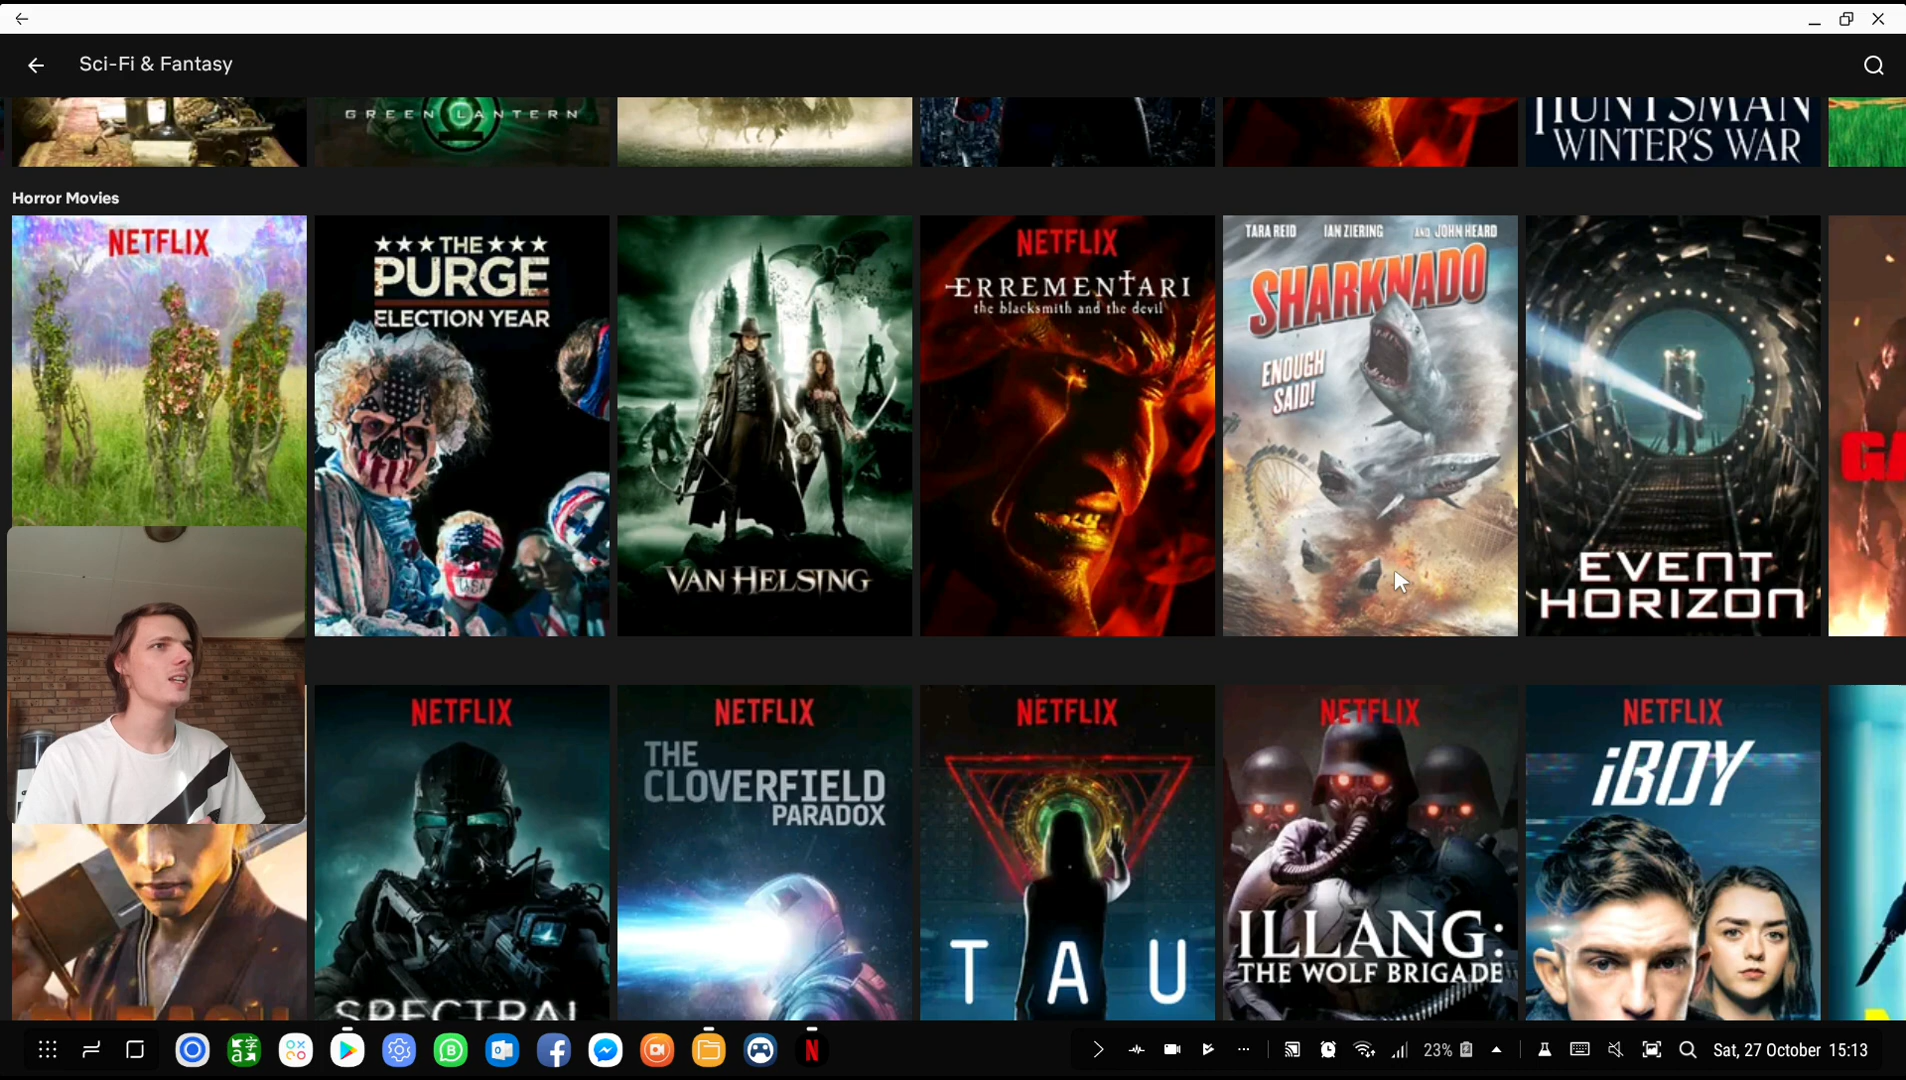 Sci-Fi & Fantasy
GREEN LANTERN
HUNTSMAN
WINTER'S WAR
Horror Movies
NETFLIX
THE
PURGE
ELECTION YEAR
VAN HELSING
NETFLIX
ERREMENTARI
the blacksmith and the devil
TARA REID IAN ZIERING AND JOHN HEARD
SHARKNADO
ENOUGH
SAID!
EVENT
HORIZON
GA
NETFLIX
SPECTRAL
NETFLIX
THE
CLOVERFIELD
PARADOX
NETFLIX
TAU
NETFLIX
ILLANG:
THE WOLF BRIGADE
NETFLIX
iBOY
23%
Sat, 27 October 15:13